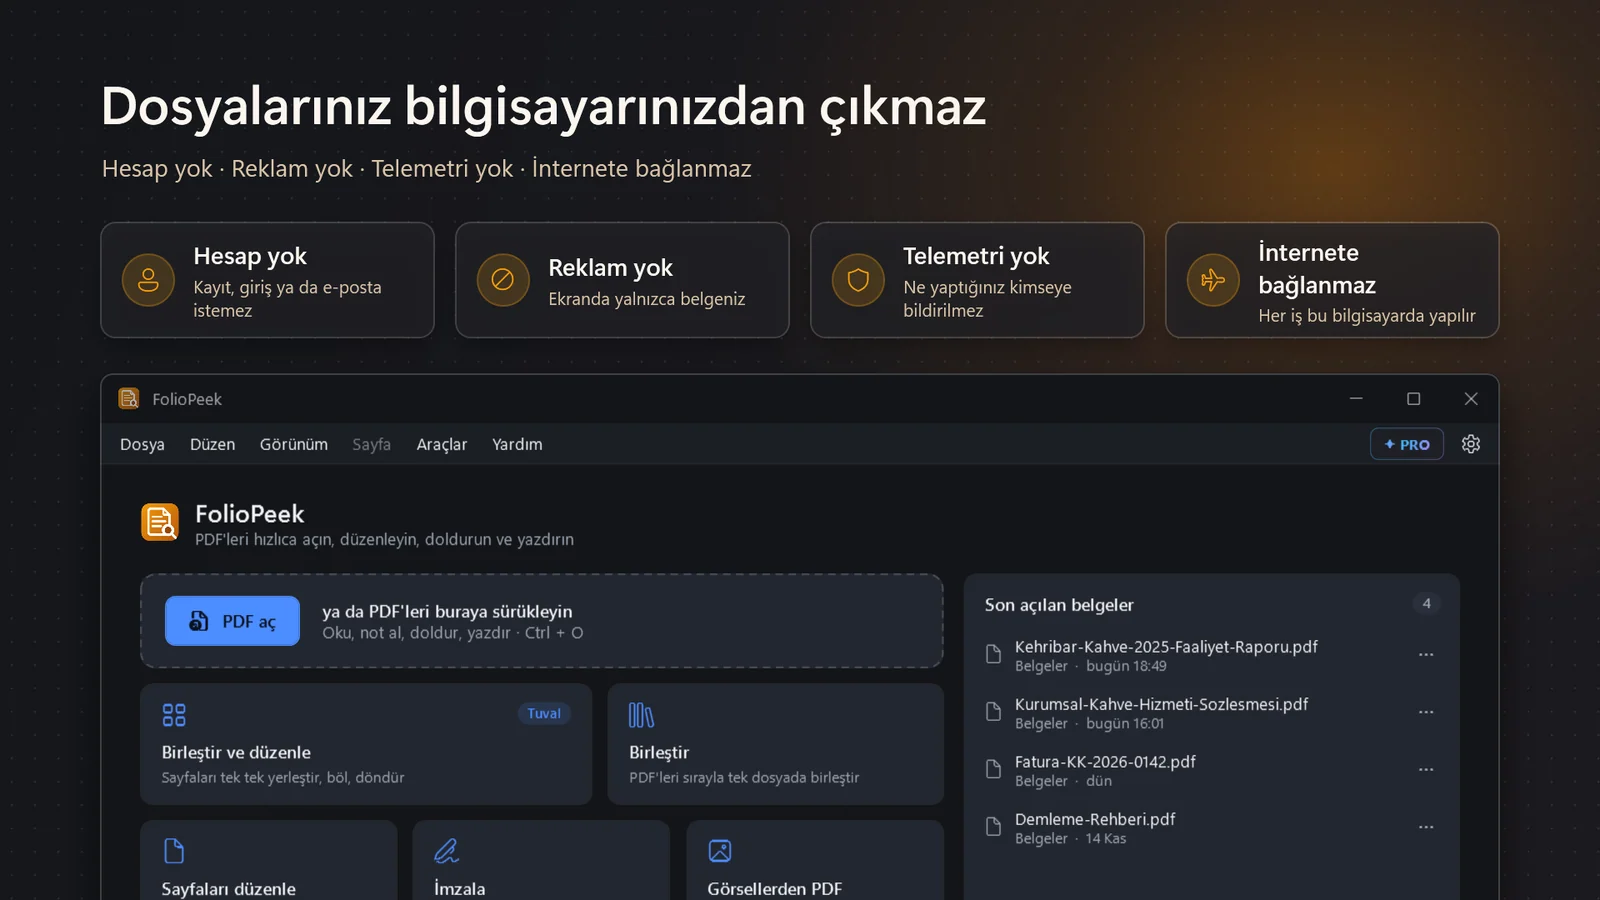 Dosyalarınız bilgisayarınızdan çıkmaz
Hesap yok · Reklam yok · Telemetri yok · İnternete bağlanmaz
Hesap yok
Kayıt, giriş ya da e-posta
istemez
Reklam yok
Ekranda yalnızca belgeniz
Telemetri yok
Ne yaptığınız kimseye
bildirilmez
İnternete
bağlanmaz
Her iş bu bilgisayarda yapılır
FolioPeek
Dosya Düzen Görünüm Sayfa Araçlar Yardım
PRO
FolioPeek
PDF'leri hızlıca açın, düzenleyin, doldurun ve yazdırın
PDF aç
ya da PDF'leri buraya sürükleyin
Oku, not al, doldur, yazdır · Ctrl + O
Tuval
Birleştir ve düzenle
Sayfaları tek tek yerleştir, böl, döndür
Birleştir
PDF'leri sırayla tek dosyada birleştir
Sayfaları düzenle
İmzala
Görsellerden PDF
Son açılan belgeler
4
Kehribar-Kahve-2025-Faaliyet-Raporu.pdf
Belgeler · bugün 18:49
Kurumsal-Kahve-Hizmeti-Sozlesmesi.pdf
Belgeler · bugün 16:01
Fatura-KK-2026-0142.pdf
Belgeler · dün
Demleme-Rehberi.pdf
Belgeler · 14 Kas